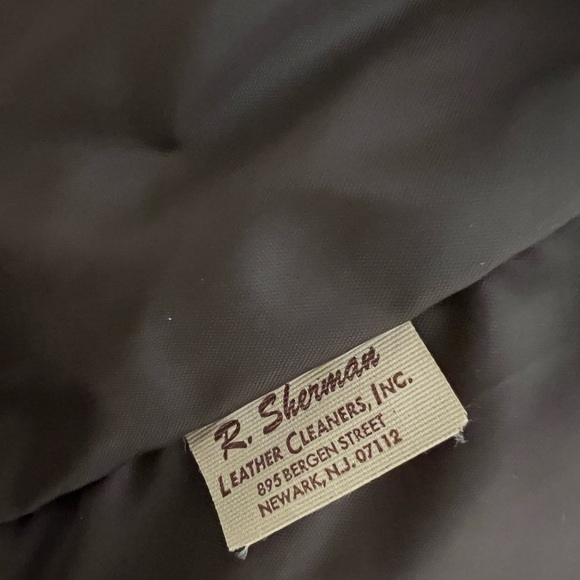 R. Sherman
LEATHER CLEANERS, INC.
895 BERGEN STREET
NEWARK, N.J. 07112